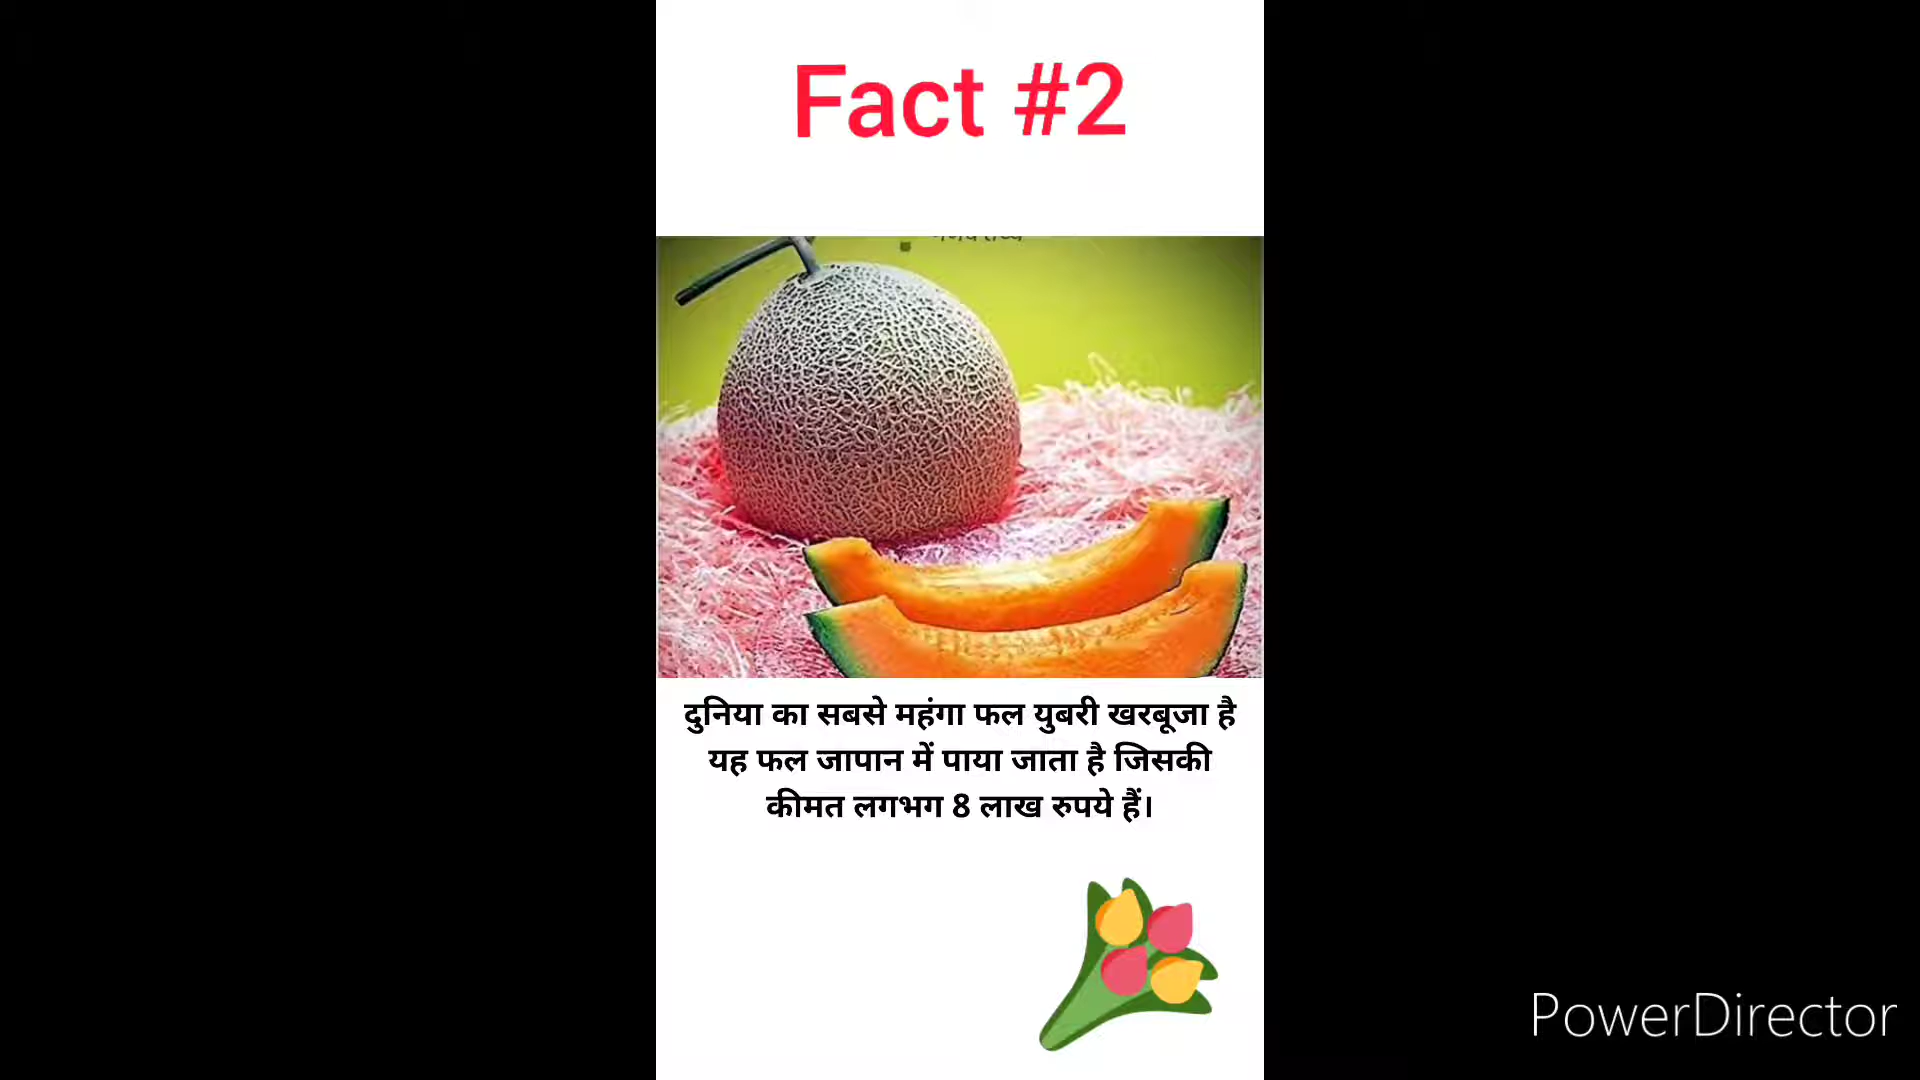 Fact #2
दुनिया का सबसे महंगा फल युबरी खरबूजा है
यह फल जापान में पाया जाता है जिसकी
कीमत लगभग 8 लाख रुपये हैं।
PowerDirector